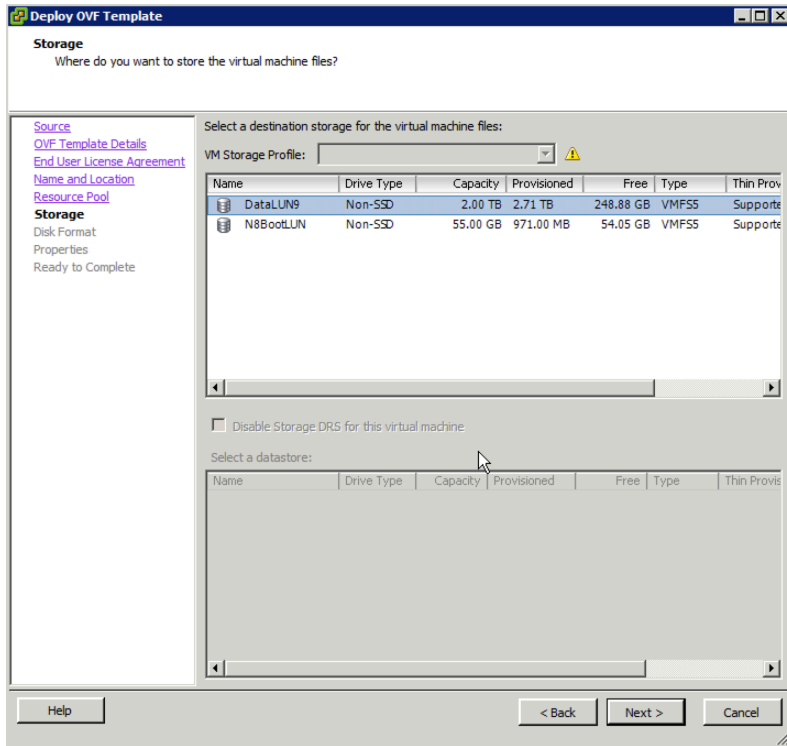 Deploy OVF Template
Storage
Where do you want to store the virtual machine files?
Source
OVF Template Details
End User License Agreement
Name and Location
Resource Pool
Storage
Disk Format
Properties
Ready to Complete
Select a destination storage for the virtual machine files:
VM Storage Profile:
Name Drive Type Capacity Provisioned Free Type Thin Prov
DataLUN9 Non-SSD 2.00 TB 2.71 TB 248.88 GB VMFS5 Supporte
N8BootLUN Non-SSD 55.00 GB 971.00 MB 54.05 GB VMFS5 Supporte
Disable Storage DRS for this virtual machine
Select a datastore:
Name Drive Type Capacity Provisioned Free Type Thin Provis
Help < Back Next > Cancel